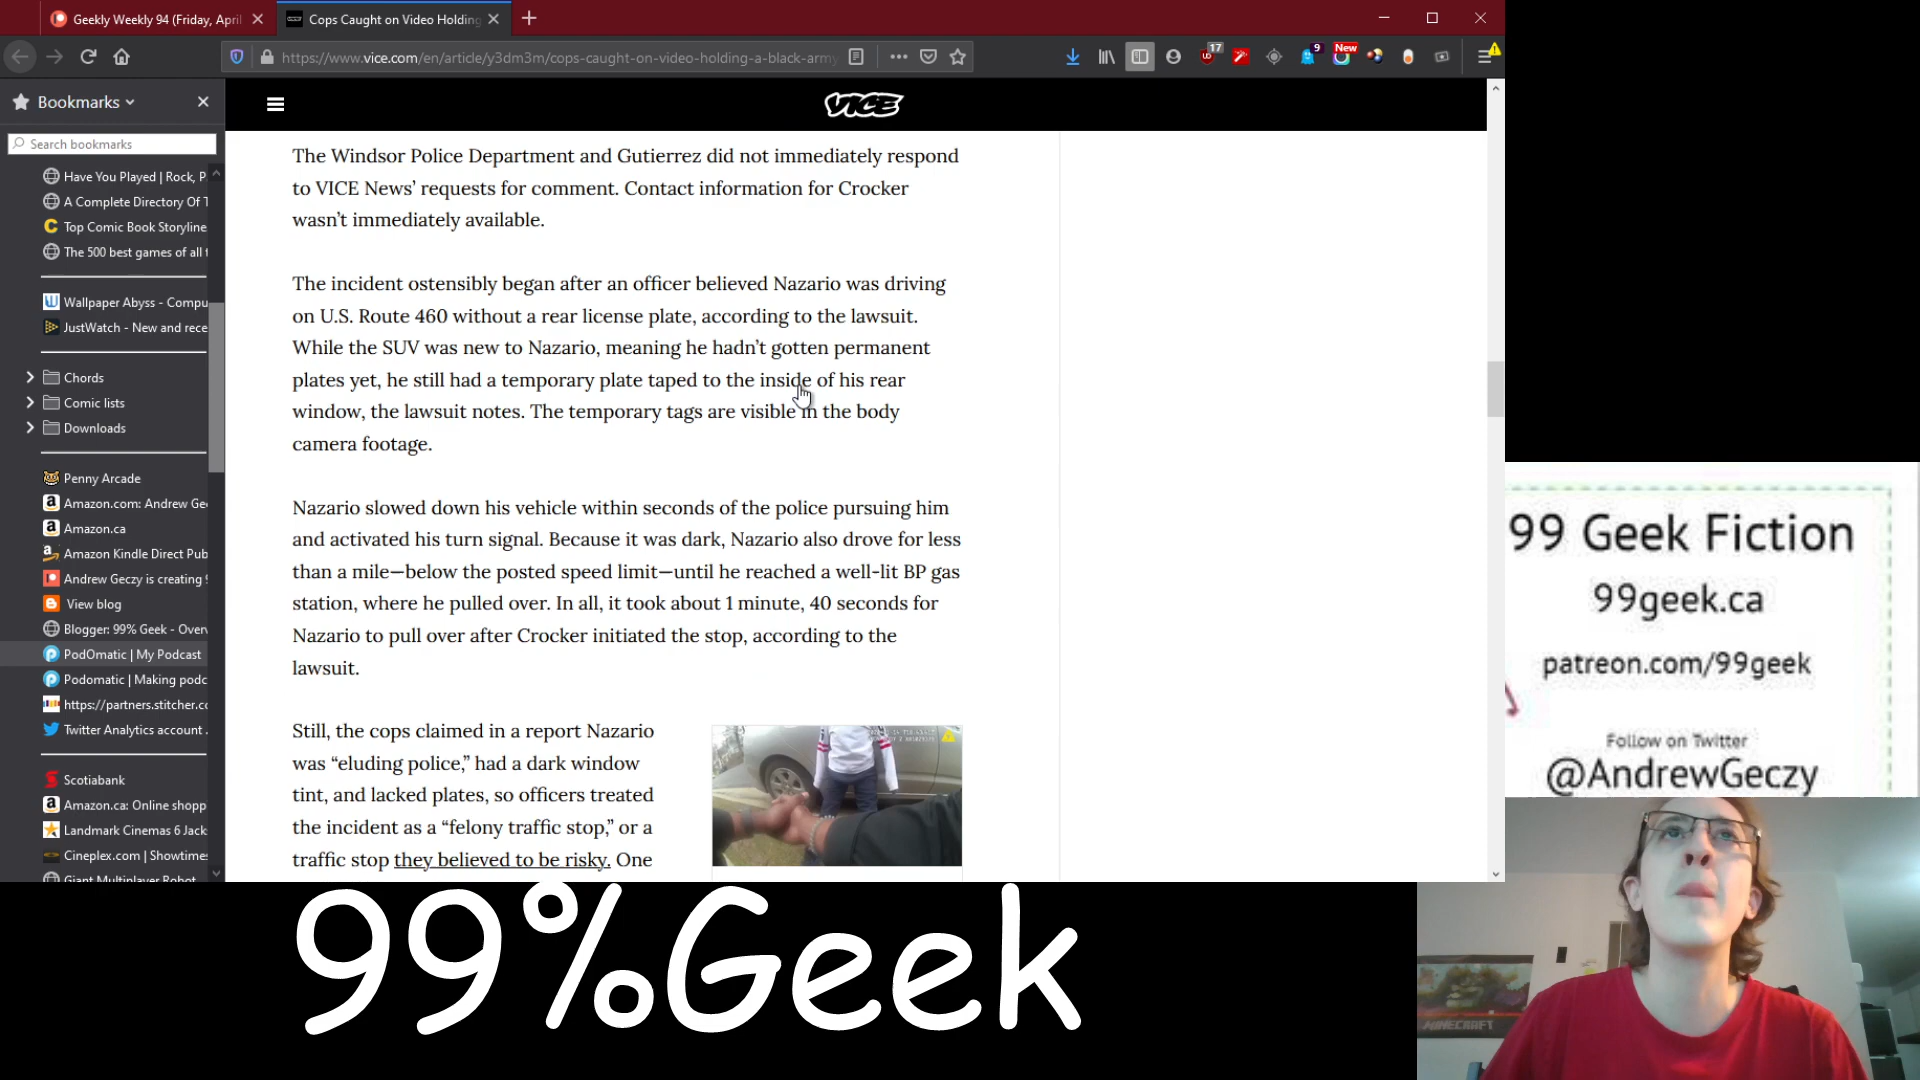 Geekly Weekly 94 (Friday, April
Cops Caught on Video Holding
https://www.vice.com/en/article/y3dm3m/cops-caught-on-video-holding-a-black-army
17
9
New
Bookmarks
Search bookmarks
Have You Played | Rock, P
A Complete Directory Of T
Top Comic Book Storyline
The 500 best games of all t
Wallpaper Abyss - Compu
JustWatch - New and rece
Chords
Comic lists
Downloads
Penny Arcade
Amazon.com: Andrew Ge
Amazon.ca
Amazon Kindle Direct Pub
Andrew Geczy is creating 9
View blog
Blogger: 99% Geek - Over
PodOmatic | My Podcast
Podomatic | Making podc
https://partners.stitcher.co
Twitter Analytics account
Scotiabank
Amazon.ca: Online shopp
Landmark Cinemas 6 Jack
Cineplex.com | Showtime
Giant Multiplayer Robot
VICE
The Windsor Police Department and Gutierrez did not immediately respond
to VICE News’ requests for comment. Contact information for Crocker
wasn’t immediately available.
The incident ostensibly began after an officer believed Nazario was driving
on U.S. Route 460 without a rear license plate, according to the lawsuit.
While the SUV was new to Nazario, meaning he hadn’t gotten permanent
plates yet, he still had a temporary plate taped to the inside of his rear
window, the lawsuit notes. The temporary tags are visible in the body
camera footage.
Nazario slowed down his vehicle within seconds of the police pursuing him
and activated his turn signal. Because it was dark, Nazario also drove for less
than a mile—below the posted speed limit—until he reached a well-lit BP gas
station, where he pulled over. In all, it took about 1 minute, 40 seconds for
Nazario to pull over after Crocker initiated the stop, according to the
lawsuit.
Still, the cops claimed in a report Nazario
was “eluding police,” had a dark window
tint, and lacked plates, so officers treated
the incident as a “felony traffic stop,” or a
traffic stop they believed to be risky. One
99 Geek Fiction
99geek.ca
patreon.com/99geek
Follow on Twitter
@AndrewGeczy
99%Geek
MINECRAFT